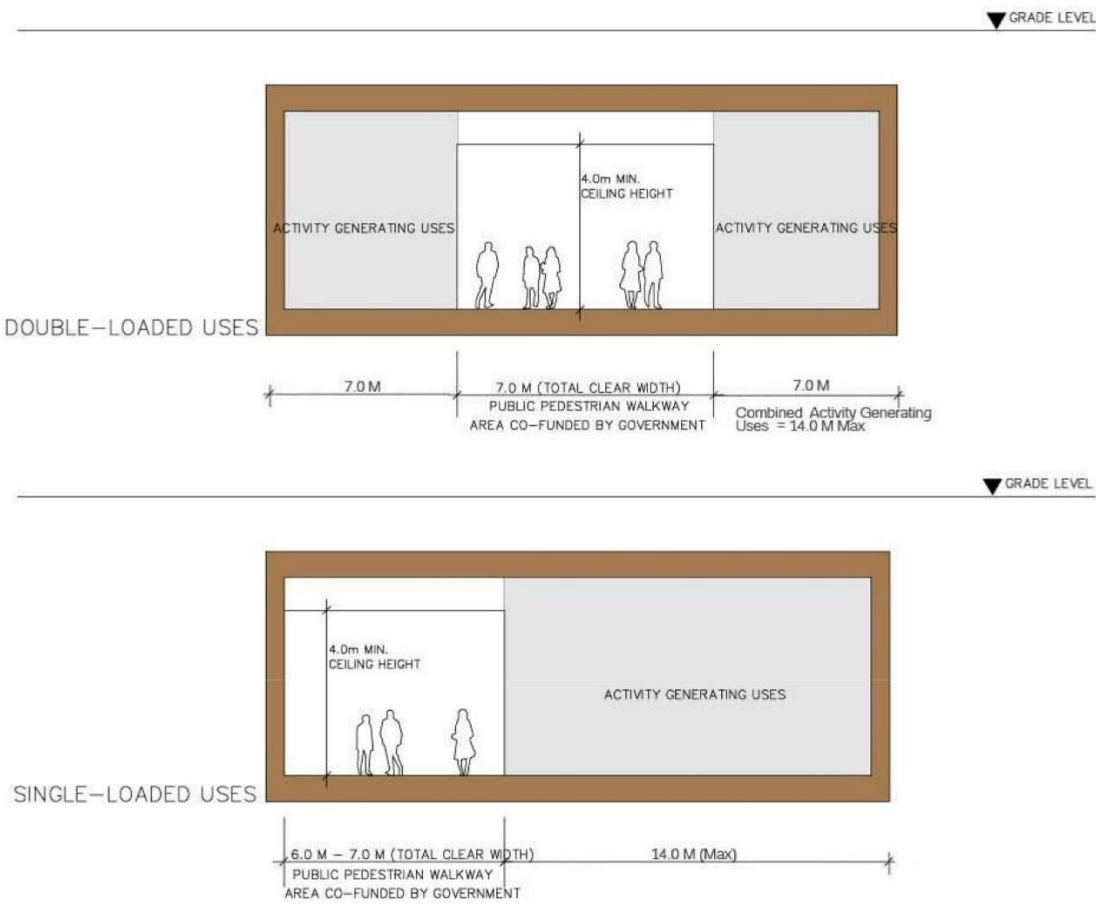 GRADE LEVEL
4.0m MIN.
CEILING HEIGHT
ACTIVITY GENERATING USES
ACTIVITY GENERATING USES
DOUBLE-LOADED USES
7.0 M
7.0 M (TOTAL CLEAR WIDTH)
PUBLIC PEDESTRIAN WALKWAY
AREA CO-FUNDED BY GOVERNMENT
7.0 M
Combined Activity Generating
Uses = 14.0 M Max
GRADE LEVEL
4.0m MIN.
CEILING HEIGHT
ACTIVITY GENERATING USES
SINGLE-LOADED USES
6.0 M - 7.0 M (TOTAL CLEAR WIDTH)
PUBLIC PEDESTRIAN WALKWAY
AREA CO-FUNDED BY GOVERNMENT
14.0 M (Max)